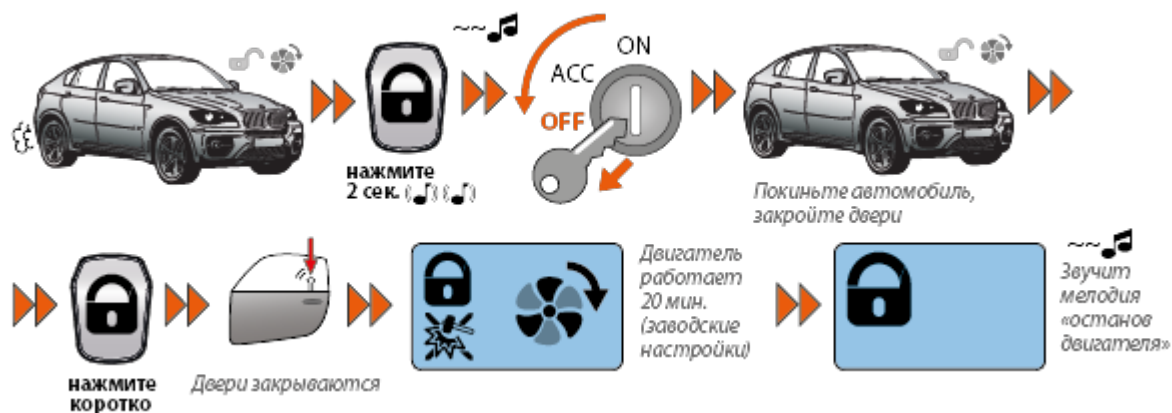 ON
ACC
OFF
нажмите
2 сек.
Покиньте автомобиль,
закройте двери
нажмите
коротко
Двери закрываются
Двигатель
работает
20 мин.
(заводские
настройки)
Звучит
мелодия
«останов
двигателя»